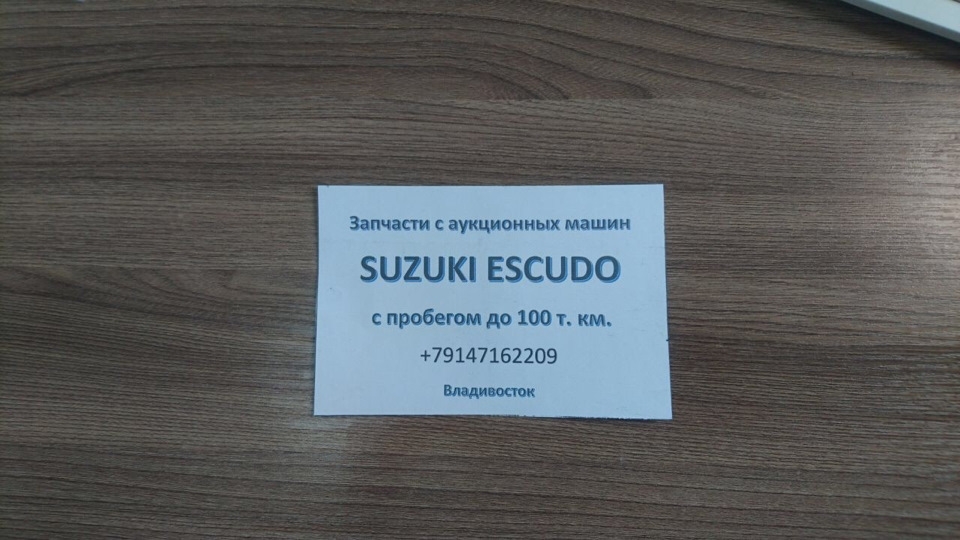 Запчасти с аукционных машин
SUZUKI ESCUDO
с пробегом до 100 т. км.
+79147162209
Владивосток